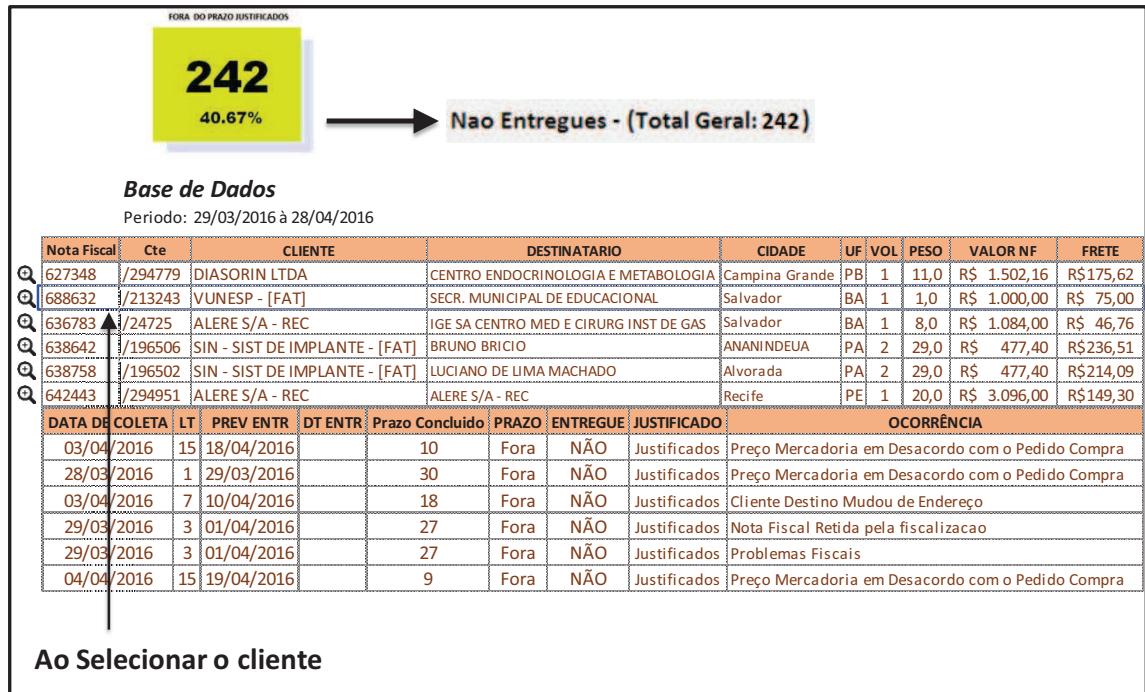 FORA DO PRAZO JUSTIFICADOS
242
40.67%
Nao Entregues - (Total Geral: 242)
Base de Dados
Periodo: 29/03/2016 à 28/04/2016
Nota Fiscal Cte CLIENTE DESTINATARIO CIDADE UF VOL PESO VALOR NF FRETE
627348 /294779 DIASORIN LTDA CENTRO ENDOCRINOLOGIA E METABOLOGIA Campina Grande PB 1 11,0 R$ 1.502,16 R$175,62
688632 /213243 VUNESP - [FAT] SECR. MUNICIPAL DE EDUCACIONAL Salvador BA 1 1,0 R$ 1.000,00 R$ 75,00
636783 /24725 ALERE S/A - REC IGE SA CENTRO MED E CIRURG INST DE GAS Salvador BA 1 8,0 R$ 1.084,00 R$ 46,76
638642 /196506 SIN - SIST DE IMPLANTE - [FAT] BRUNO BRICIO ANANINDEUA PA 2 29,0 R$ 477,40 R$236,51
638758 /196502 SIN - SIST DE IMPLANTE - [FAT] LUCIANO DE LIMA MACHADO Alvorada PA 2 29,0 R$ 477,40 R$214,09
642443 /294951 ALERE S/A - REC ALERE S/A - REC Recife PE 1 20,0 R$ 3.096,00 R$149,30
DATA DE COLETA LT PREV ENTR DT ENTR Prazo Concluido PRAZO ENTREGUE JUSTIFICADO OCORRÊNCIA
03/04/2016 15 18/04/2016 10 Fora NÃO Justificados Preço Mercadoria em Desacordo com o Pedido Compra
28/03/2016 1 29/03/2016 30 Fora NÃO Justificados Preço Mercadoria em Desacordo com o Pedido Compra
03/04/2016 7 10/04/2016 18 Fora NÃO Justificados Cliente Destino Mudou de Endereço
29/03/2016 3 01/04/2016 27 Fora NÃO Justificados Nota Fiscal Retida pela fiscalizacao
29/03/2016 3 01/04/2016 27 Fora NÃO Justificados Problemas Fiscais
04/04/2016 15 19/04/2016 9 Fora NÃO Justificados Preço Mercadoria em Desacordo com o Pedido Compra
Ao Selecionar o cliente